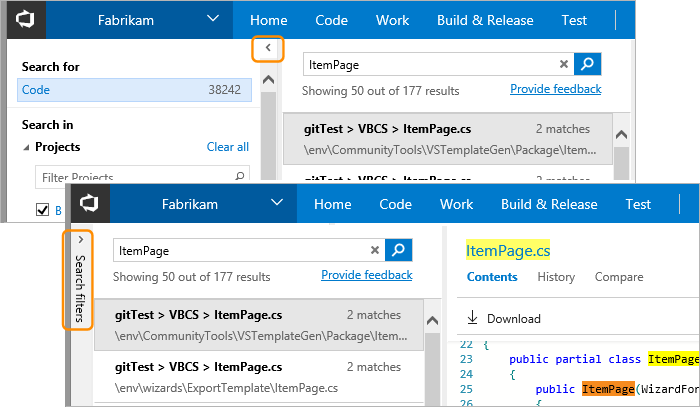 Fabrikam Home Code Work Build & Release Test
Search for
Code 38242
Search in
Projects Clear all
Filter Projects
B
ItemPage
Showing 50 out of 177 results Provide feedback
gitTest > VBCS > ItemPage.cs 2 matches
\env\CommunityTools\VSTemplateGen\Package\Item...
gitTest > VBCS > ItemPage.cs 2 matches
Fabrikam Home Code Work Build & Release Test
Search filters
ItemPage
Showing 50 out of 177 results Provide feedback
gitTest > VBCS > ItemPage.cs 2 matches
\env\CommunityTools\VSTemplateGen\Package\Item...
gitTest > VBCS > ItemPage.cs 2 matches
\env\wizards\ExportTemplate\ItemPage.cs
ItemPage.cs
Contents History Compare
Download
22 {
23 public partial class ItemPage
24 {
25 public ItemPage(WizardFor
26 {